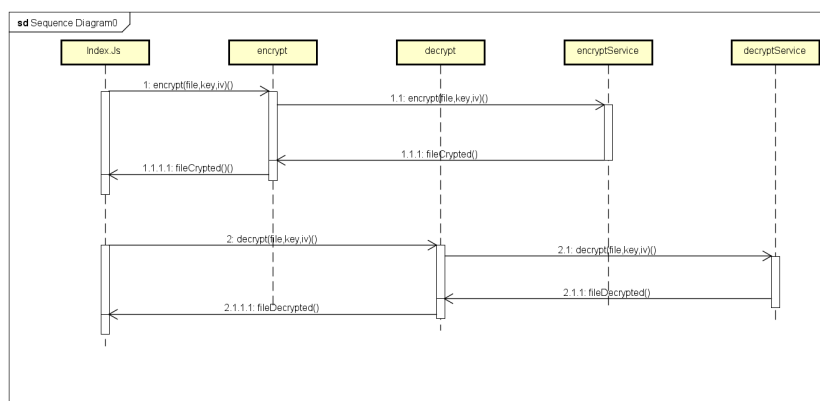 sd Sequence Diagram0
Index.Js
encrypt
decrypt
encryptService
decryptService
1: encrypt(file,key,iv)()
1.1: encrypt(file,key,iv)()
1.1.1: fileCrypted()
1.1.1.1: fileCrypted()()
2: decrypt(file,key,iv)()
2.1: decrypt(file,key,iv)()
2.1.1: fileDecrypted()
2.1.1.1: fileDecrypted()